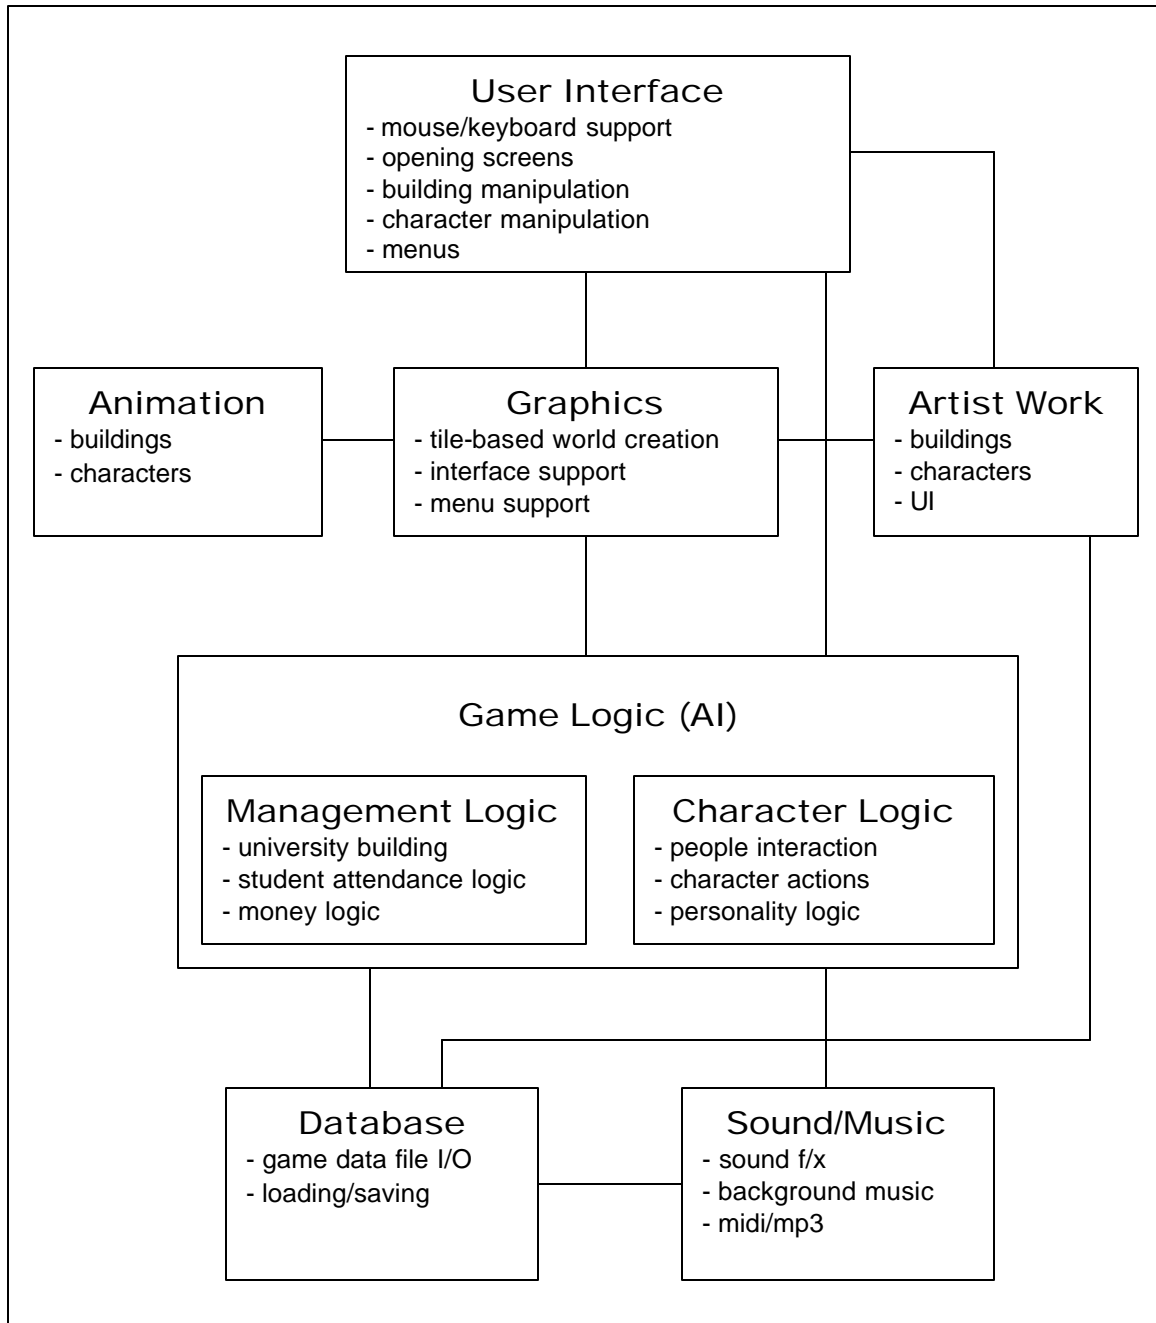 User Interface
- mouse/keyboard support
- opening screens
- building manipulation
- character manipulation
- menus
Animation
- buildings
- characters
Graphics
- tile-based world creation
- interface support
- menu support
Artist Work
- buildings
- characters
- UI
Game Logic (AI)
Management Logic
- university building
- student attendance logic
- money logic
Character Logic
- people interaction
- character actions
- personality logic
Database
- game data file I/O
- loading/saving
Sound/Music
- sound f/x
- background music
- midi/mp3